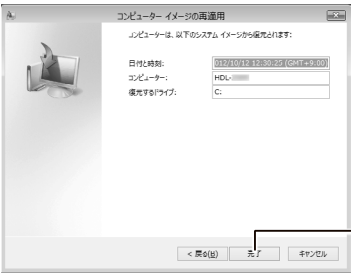 コンピューター イメージの再適用
コンピューターは、以下のシステム イメージから復元されます:
日付と時刻: 012/10/12 12:30:25 (GMT+9.00)
コンピューター: HDL-
復元するドライブ: C:
< 戻る(B) 完了 キャンセル